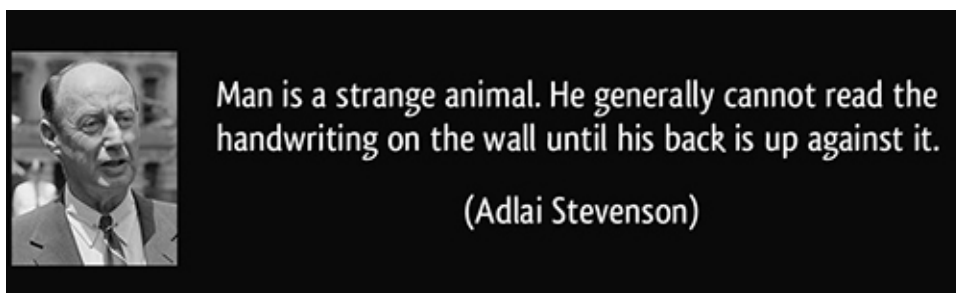 Man is a strange animal. He generally cannot read the
handwriting on the wall until his back is up against it.
(Adlai Stevenson)